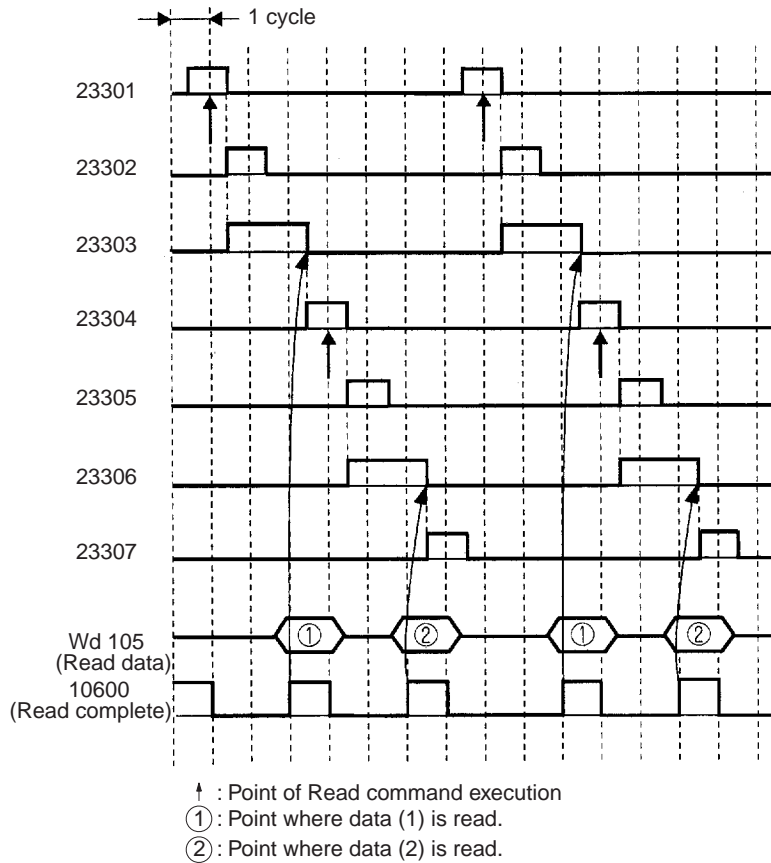 1 cycle
23301
23302
23303
23304
23305
23306
23307
① ② ① ②
Wd 105
(Read data)
10600
(Read complete)
↑ : Point of Read command execution
① : Point where data (1) is read.
② : Point where data (2) is read.